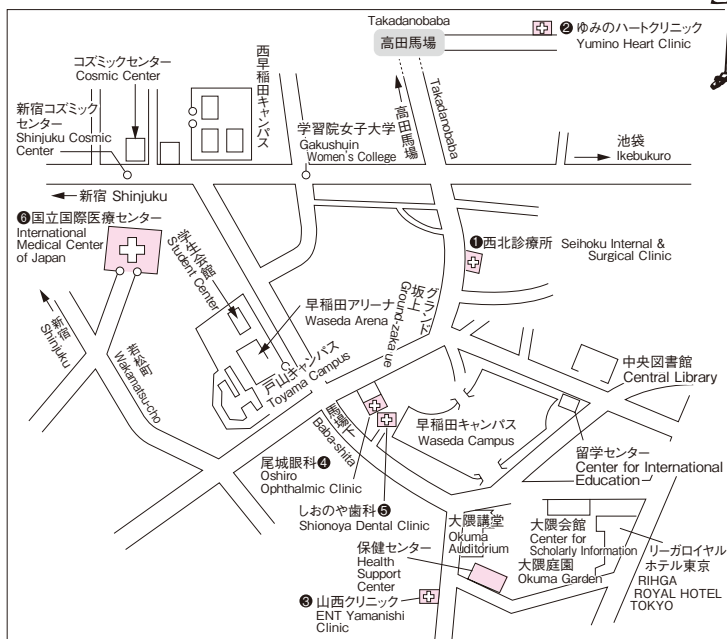 Takadanobaba
高田馬場
❷ゆみのハートクリニック
Yumino Heart Clinic
コズミックセンター
Cosmic Center
新宿コズミック
センター
Shinjuku Cosmic
Center
西早稲田キャンパス
学習院女子大学
Gakushuin
Women's College
高田馬場
Takadanobaba
池袋
Ikebukuro
新宿 Shinjuku
❻国立国際医療センター
International
Medical Center
of Japan
学生会館
Student Center
❶西北診療所 Seihoku Internal &
Surgical Clinic
グランド
坂上
Ground-zaka ue
早稲田アリーナ
Waseda Arena
新宿
Shinjuku
若松町
Wakamatsu-cho
戸山キャンパス
Toyama Campus
中央図書館
Central Library
馬場下
Baba-shita
早稲田キャンパス
Waseda Campus
尾城眼科❹
Oshiro
Ophthalmic Clinic
留学センター
Center for International
Education
しおのや歯科❺
Shionoya Dental Clinic
大隈講堂
Okuma
Auditorium
大隈会館
Center for
Scholarly Information
大隈庭園
Okuma Garden
リーガロイヤル
ホテル東京
RIHGA
ROYAL HOTEL
TOKYO
保健センター
Health
Support
Center
❸山西クリニック
ENT Yamanishi
Clinic